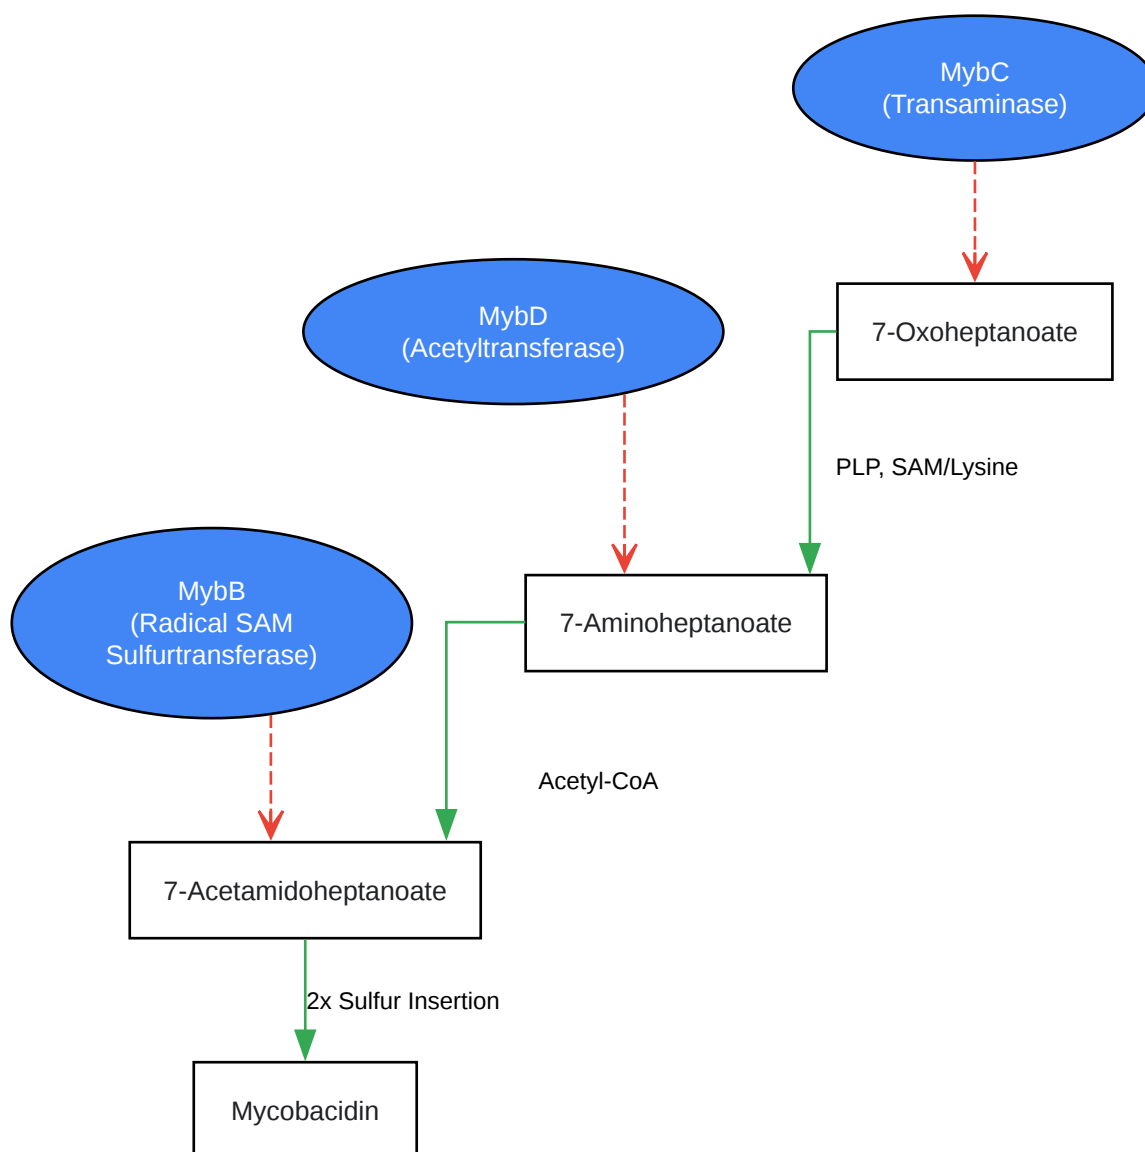 MybC
(Transaminase)
7-Oxoheptanoate
MybD
(Acetyltransferase)
PLP, SAM/Lysine
MybB
(Radical SAM
Sulfurtransferase)
7-Aminoheptanoate
Acetyl-CoA
7-Acetamidoheptanoate
2x Sulfur Insertion
Mycobacidin